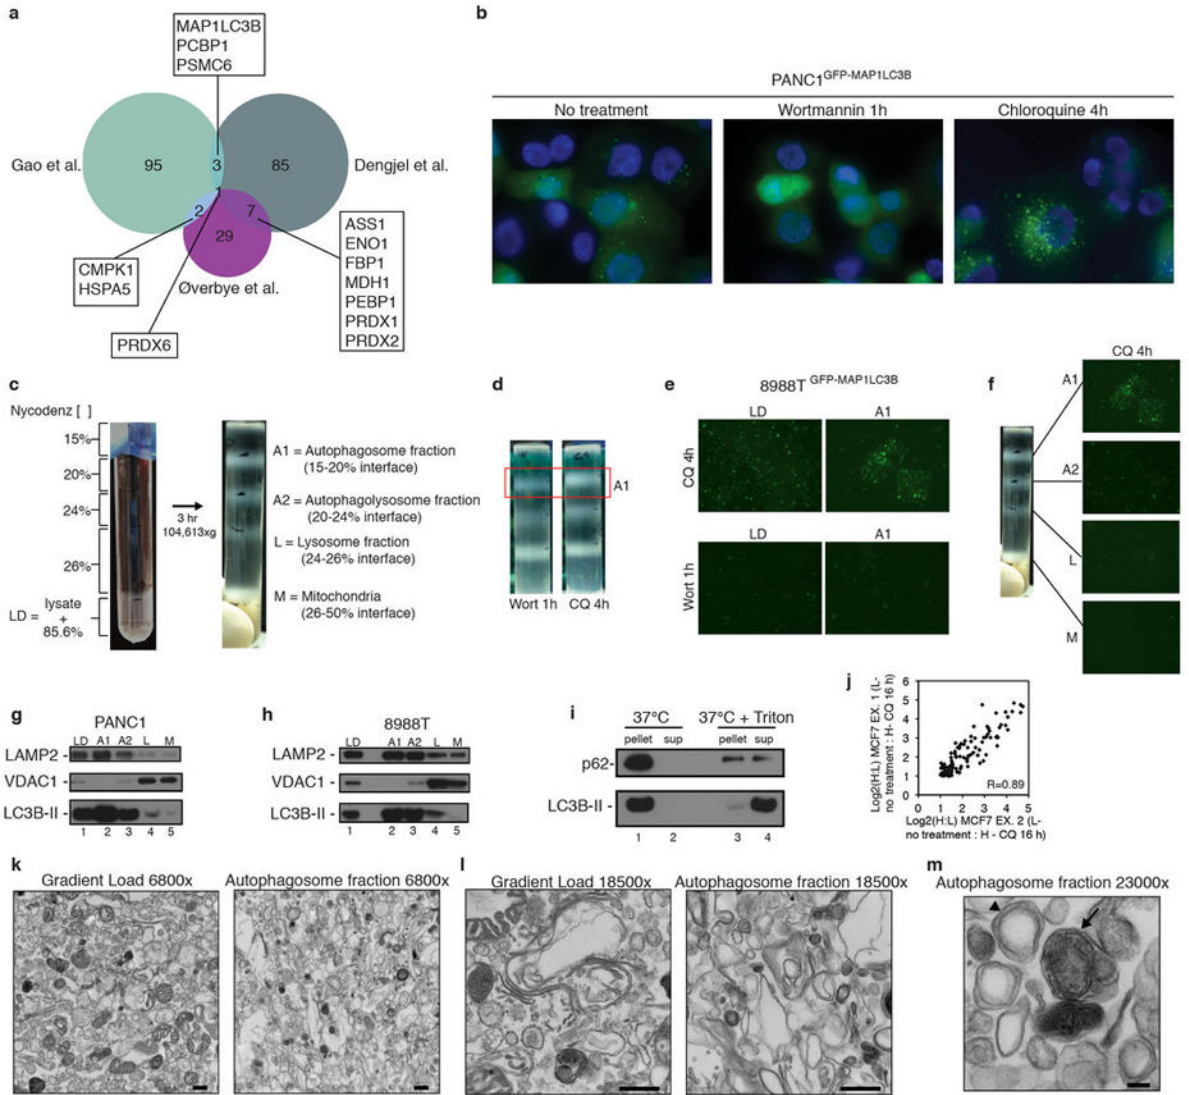 a
MAP1LC3B
PCBP1
PSMC6
Gao et al.
95
3
85
Dengjel et al.
1
2
7
29
Øverbye et al.
CMPK1
HSPA5
PRDX6
ASS1
ENO1
FBP1
MDH1
PEBP1
PRDX1
PRDX2
b
PANC1GFP-MAP1LC3B
No treatment
Wortmannin 1h
Chloroquine 4h
c
Nycodenz [ ]
15%
20%
24%
26%
LD =
lysate
+
85.6%
3 hr
104,613xg
A1 = Autophagosome fraction
(15-20% interface)
A2 = Autophagolysosome fraction
(20-24% interface)
L = Lysosome fraction
(24-26% interface)
M = Mitochondria
(26-50% interface)
d
A1
Wort 1h
CQ 4h
e
8988T GFP-MAP1LC3B
LD
A1
CQ 4h
LD
A1
Wort 1h
f
CQ 4h
A1
A2
L
M
g
PANC1
LD A1 A2 L M
LAMP2 -
VDAC1 -
LC3B-II -
1 2 3 4 5
h
8988T
LD A1 A2 L M
LAMP2 -
VDAC1 -
LC3B-II -
1 2 3 4 5
i
37°C
37°C + Triton
pellet sup pellet sup
p62-
LC3B-II -
1 2 3 4
j
Log2(H:L) MCF7 EX. 1 (L-
no treatment : H- CQ 16 h)
6
5
4
3
2
1
0
R=0.89
0 1 2 3 4 5
Log2(H:L) MCF7 EX. 2 (L-
no treatment : H - CQ 16 h)
k
Gradient Load 6800x
Autophagosome fraction 6800x
l
Gradient Load 18500x
Autophagosome fraction 18500x
m
Autophagosome fraction 23000x